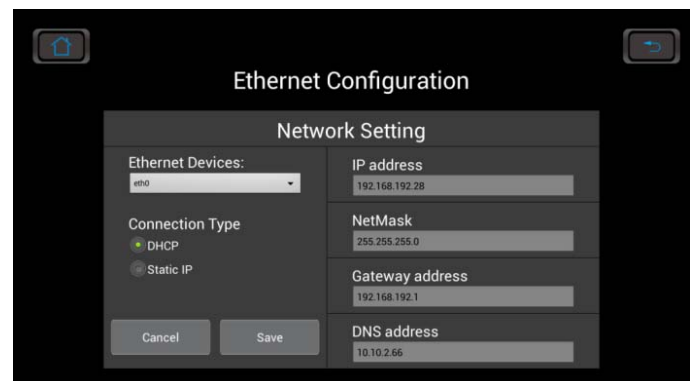 Ethernet Configuration
Network Setting
Ethernet Devices:
eth0
Connection Type
DHCP
Static IP
Cancel
Save
IP address
192.168.192.28
NetMask
255.255.255.0
Gateway address
192.168.192.1
DNS address
10.10.2.66